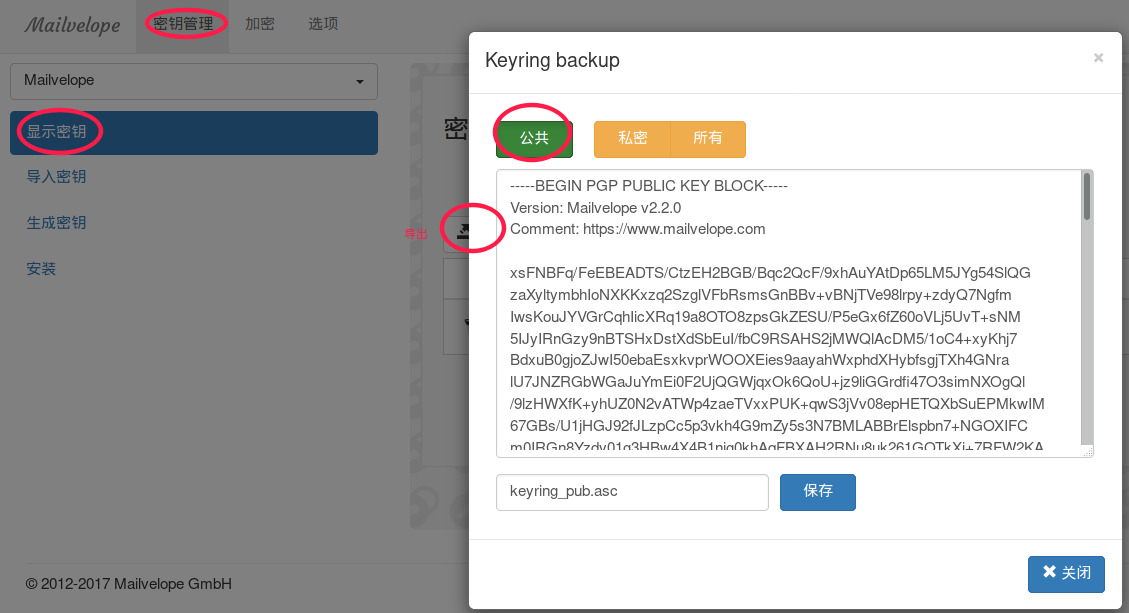 Mailvelope
密钥管理
加密
选项
Mailvelope
显示密钥
导入密钥
生成密钥
安装
密
导出
© 2012-2017 Mailvelope GmbH
Keyring backup
×
公共
私密
所有
-----BEGIN PGP PUBLIC KEY BLOCK-----
Version: Mailvelope v2.2.0
Comment: https://www.mailvelope.com
xsFNBFq/FeEBEADTS/CtzEH2BGB/Bqc2QcF/9xhAuYAtDp65LM5JYg54SlQG
zaXyltymbhIoNXKKxzq2SzglVFbRsmsGnBBv+vBNjTVe98lrpy+zdyQ7Ngfm
IwsKouJYVGrCqhIicXRq19a8OTO8zpsGkZESU/P5eGx6fZ60oVLj5UvT+sNM
5IJyIRnGzy9nBTSHxDstXdSbEuI/fbC9RSAHS2jMWQlAcDM5/1oC4+xyKhj7
BdxuB0gjoZJwI50ebaEsxkvprWOOXEies9aayahWxphdXHybfsgjTXh4GNra
lU7JNZRGbWGaJuYmEi0F2UjQGWjqxOk6QoU+jz9liGGrdfi47O3simNXOgQl
/9lzHWXfK+yhUZ0N2vATWp4zaeTVxxPUK+qwS3jVv08epHETQXbSuEPMkwIM
67GBs/U1jHGJ92fJLzpCc5p3vkh4G9mZy5s3N7BMLABBrElspbn7+NGOXIFC
keyring_pub.asc
保存
关闭